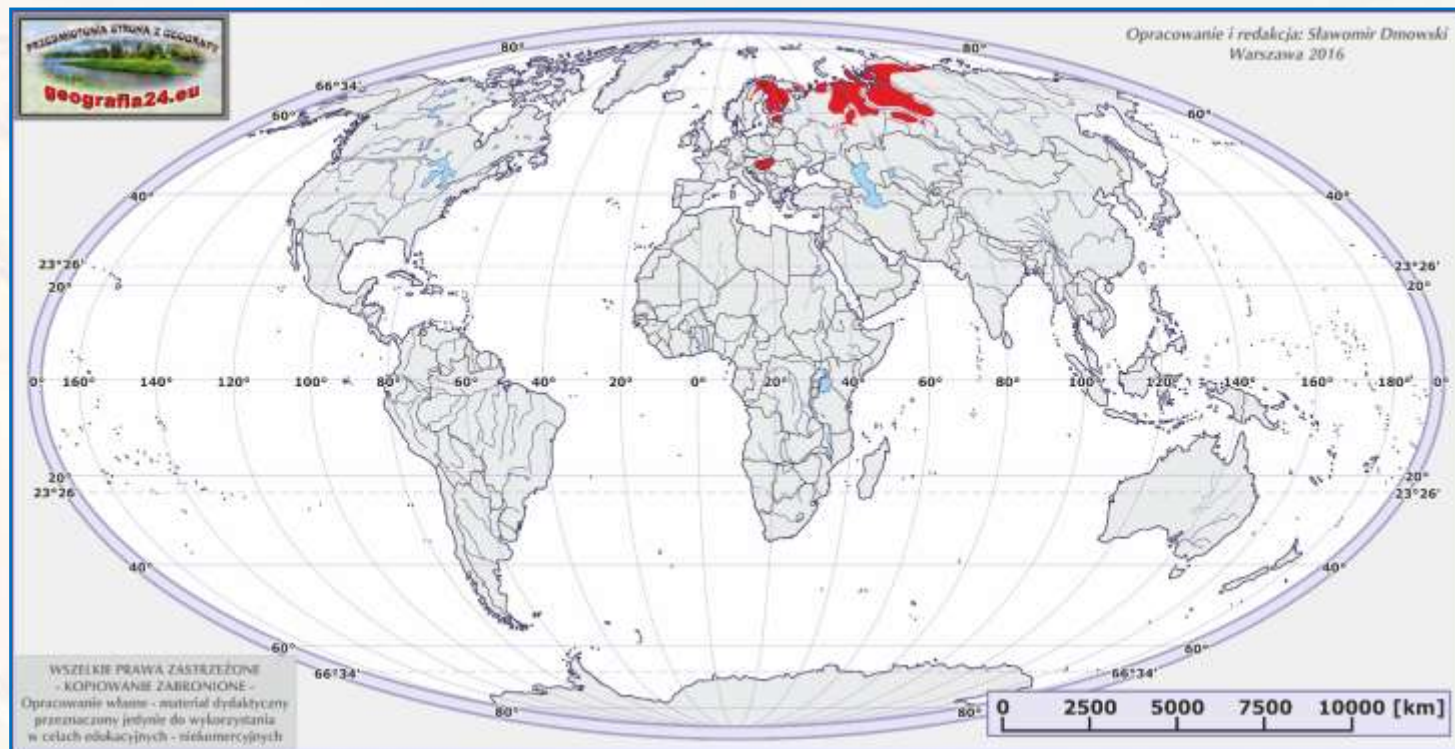 PRZEDMIOTOWA STRONA Z GEOGRAFII
geografia24.eu
Opracowanie i redakcja: Sławomir Dmowski
Warszawa 2016
80° 80°
66°34'
60° 60°
40° 40°
23°26' 23°26'
20° 20°
0° 160° 140° 120° 100° 80° 60° 40° 20° 0° 20° 40° 60° 80° 100° 120° 140° 160° 180° 0°
20° 20°
23°26' 23°26'
40° 40°
60° 60°
66°34' 66°34'
80° 80°
WSZELKIE PRAWA ZASTRZEŻONE
- KOPIOWANIE ZABRONIONE -
Opracowanie własne - materiał dydaktyczny
przeznaczony jedynie do wykorzystania
w celach edukacyjnych - niekomercyjnych
0 2500 5000 7500 10000 [km]